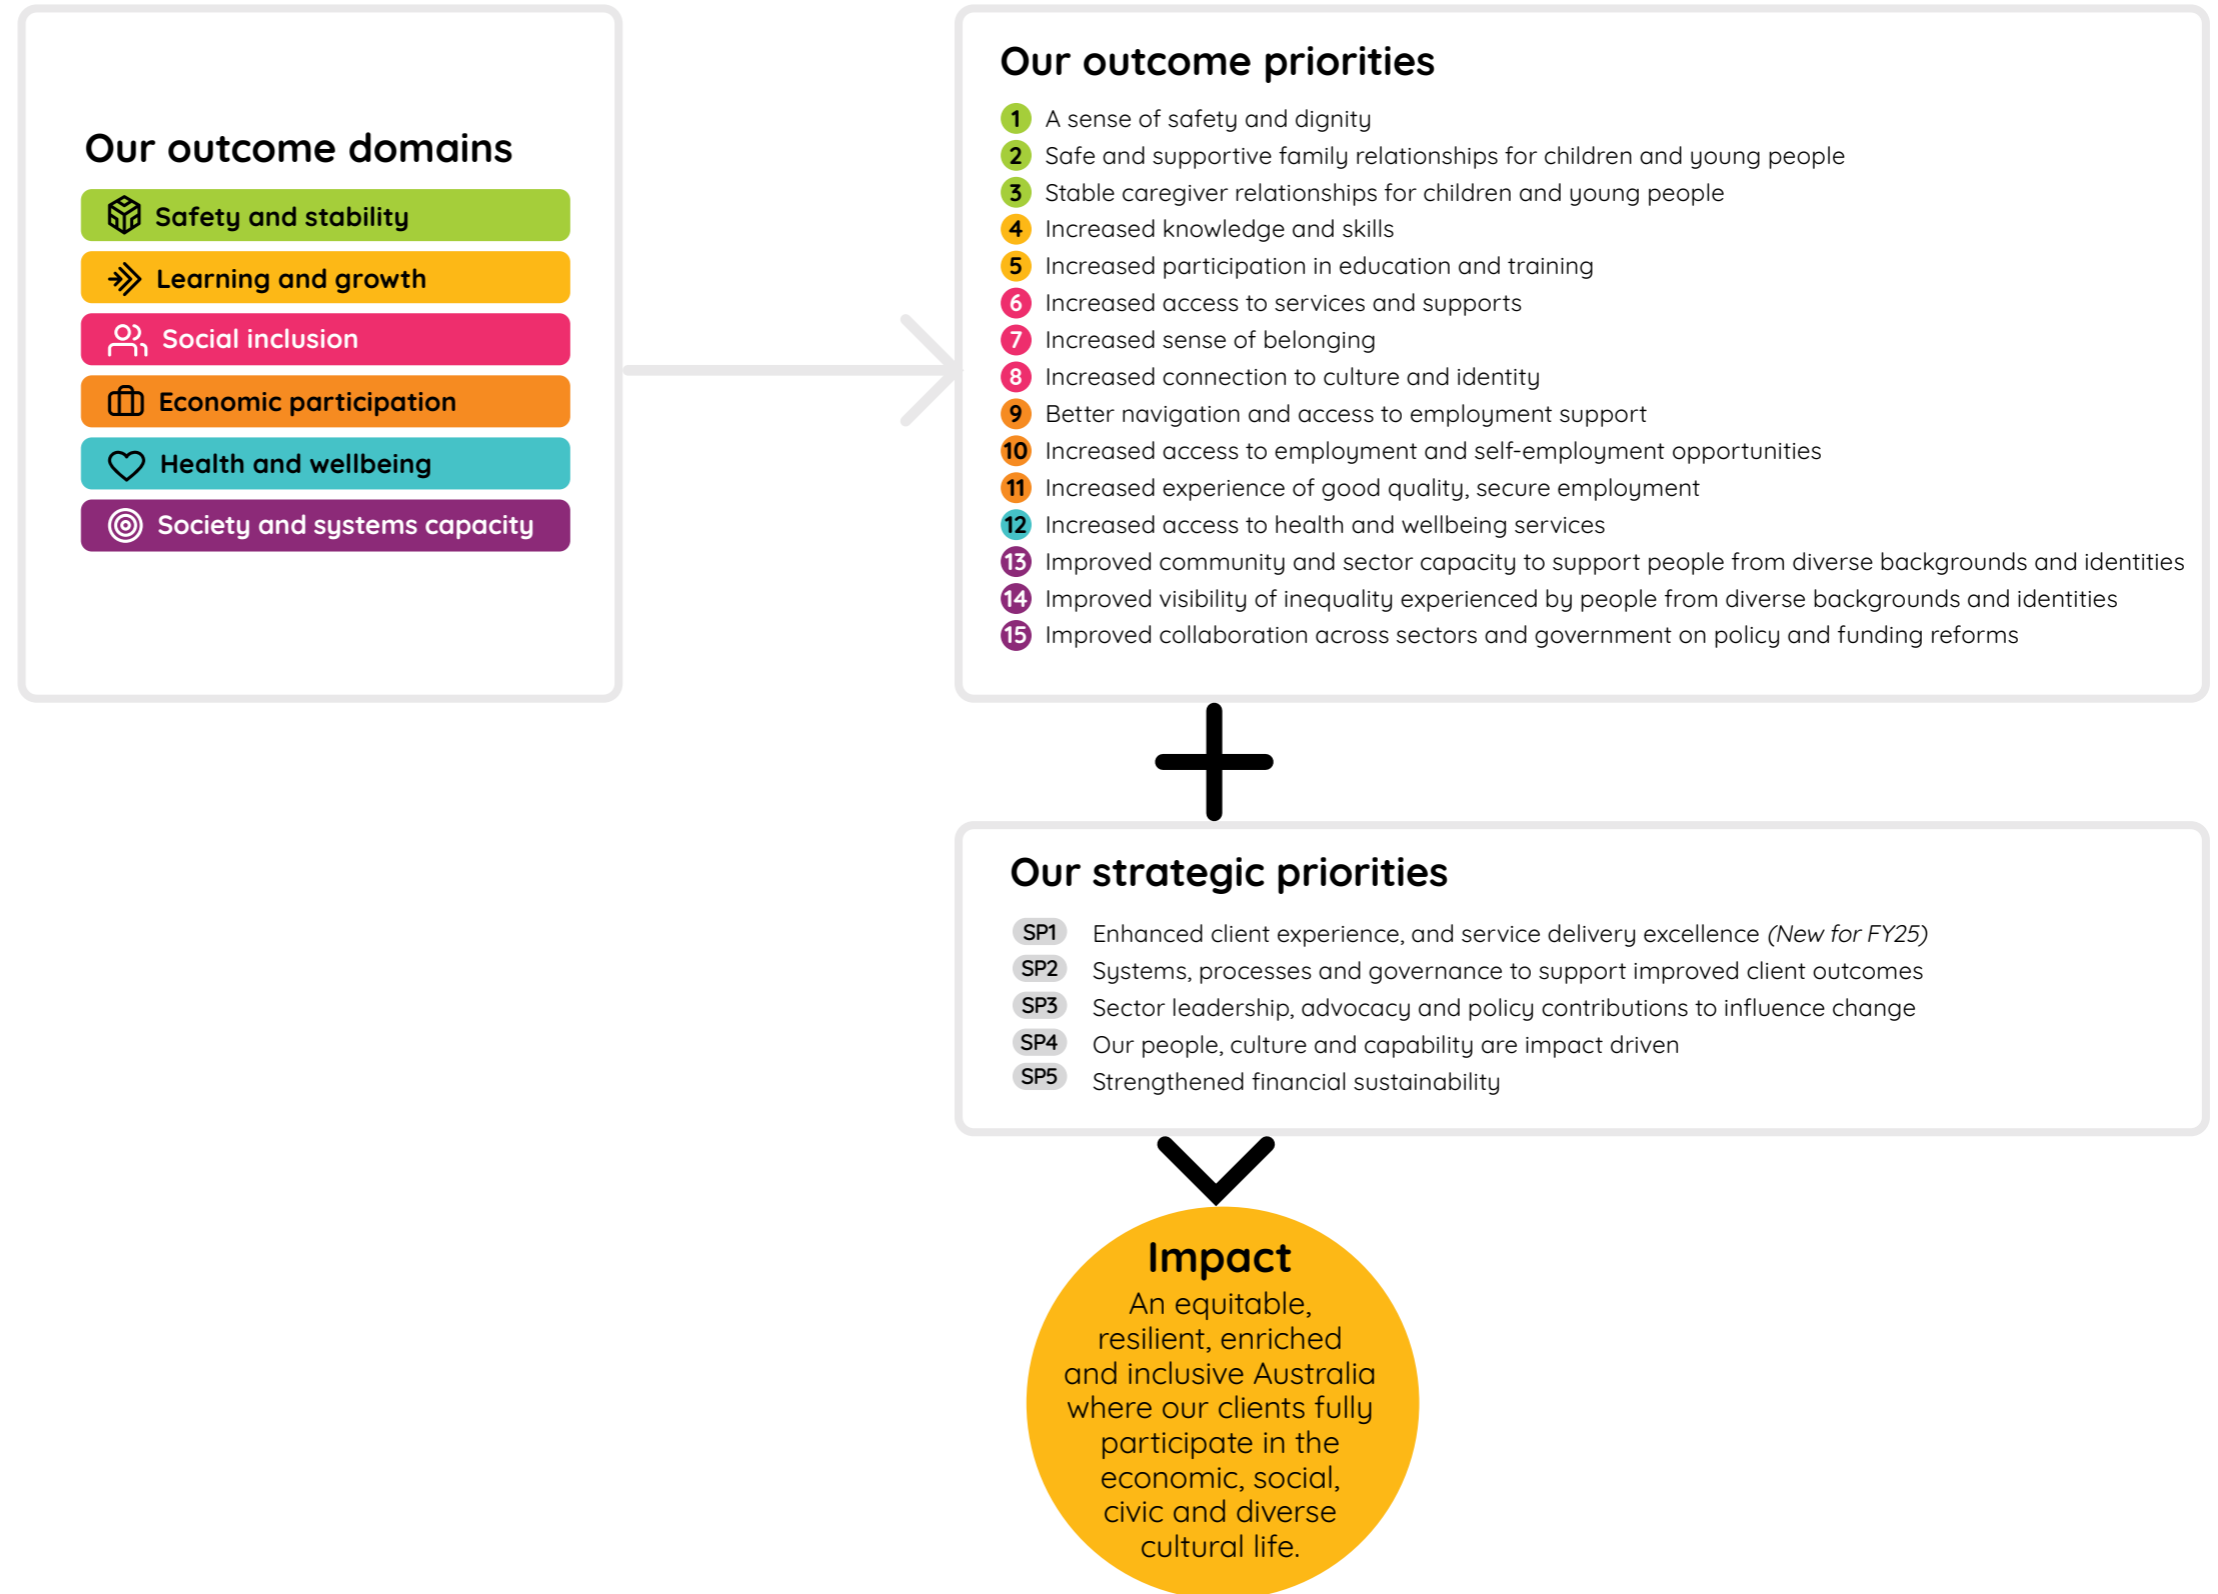 Our outcome domains
Safety and stability
Learning and growth
Social inclusion
Economic participation
Health and wellbeing
Society and systems capacity
Our outcome priorities
1 A sense of safety and dignity
2 Safe and supportive family relationships for children and young people
3 Stable caregiver relationships for children and young people
4 Increased knowledge and skills
5 Increased participation in education and training
6 Increased access to services and supports
7 Increased sense of belonging
8 Increased connection to culture and identity
9 Better navigation and access to employment support
10 Increased access to employment and self-employment opportunities
11 Increased experience of good quality, secure employment
12 Increased access to health and wellbeing services
13 Improved community and sector capacity to support people from diverse backgrounds and identities
14 Improved visibility of inequality experienced by people from diverse backgrounds and identities
15 Improved collaboration across sectors and government on policy and funding reforms
Our strategic priorities
SP1 Enhanced client experience, and service delivery excellence (New for FY25)
SP2 Systems, processes and governance to support improved client outcomes
SP3 Sector leadership, advocacy and policy contributions to influence change
SP4 Our people, culture and capability are impact driven
SP5 Strengthened financial sustainability
Impact
An equitable,
resilient, enriched
and inclusive Australia
where our clients fully
participate in the
economic, social,
civic and diverse
cultural life.